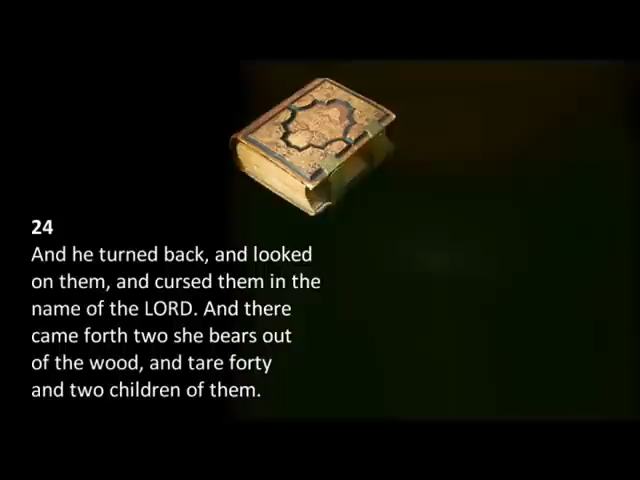 24
And he turned back, and looked
on them, and cursed them in the
name of the LORD. And there
came forth two she bears out
of the wood, and tare forty
and two children of them.